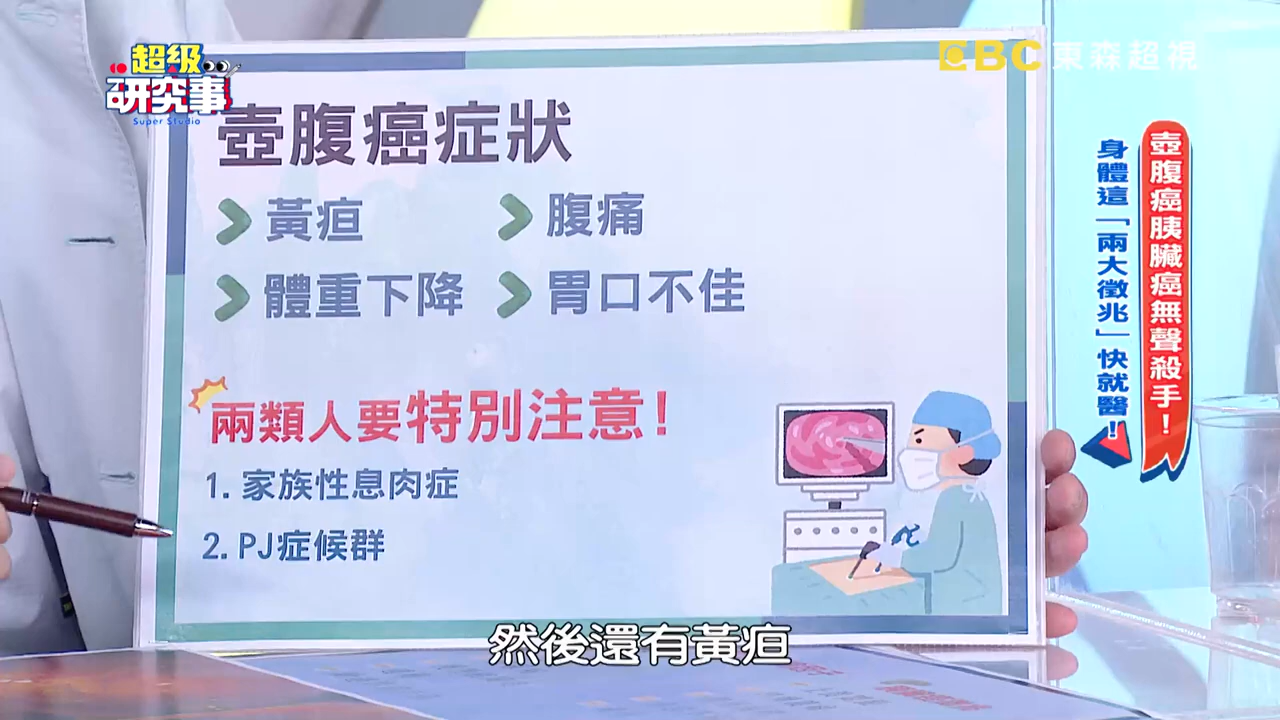 超級
研究事
Super Studio
EBC 東森超視
壺腹癌症狀
黃疸
腹痛
體重下降
胃口不佳
兩類人要特別注意!
1. 家族性息肉症
2. PJ症候群
壺腹癌胰臟癌無聲殺手!
身體這「兩大徵兆」快就醫!
然後還有黃疸